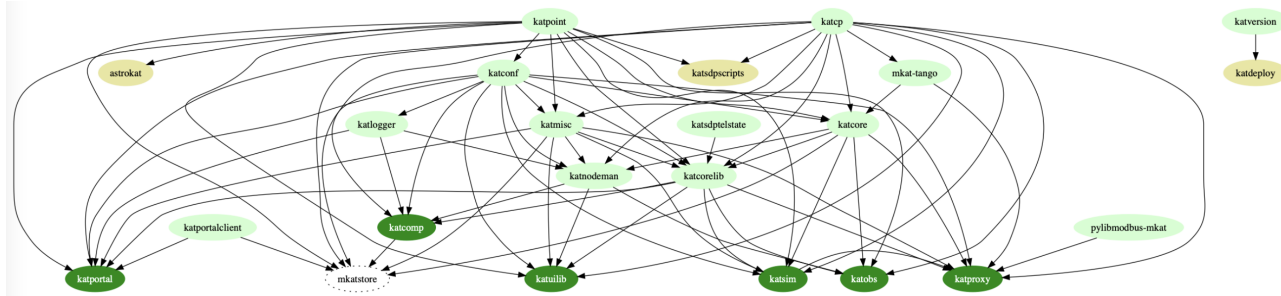 katpoint
katcp
katversion
astrokat
katconf
katsdpscripts
mkat-tango
katdeploy
katlogger
katmisc
katsdptelstate
katcore
katnodeman
katcorelib
katportalclient
katcomp
pylibmodbus-mkat
katportal
mkatstore
katuilib
katsim
katobs
katproxy